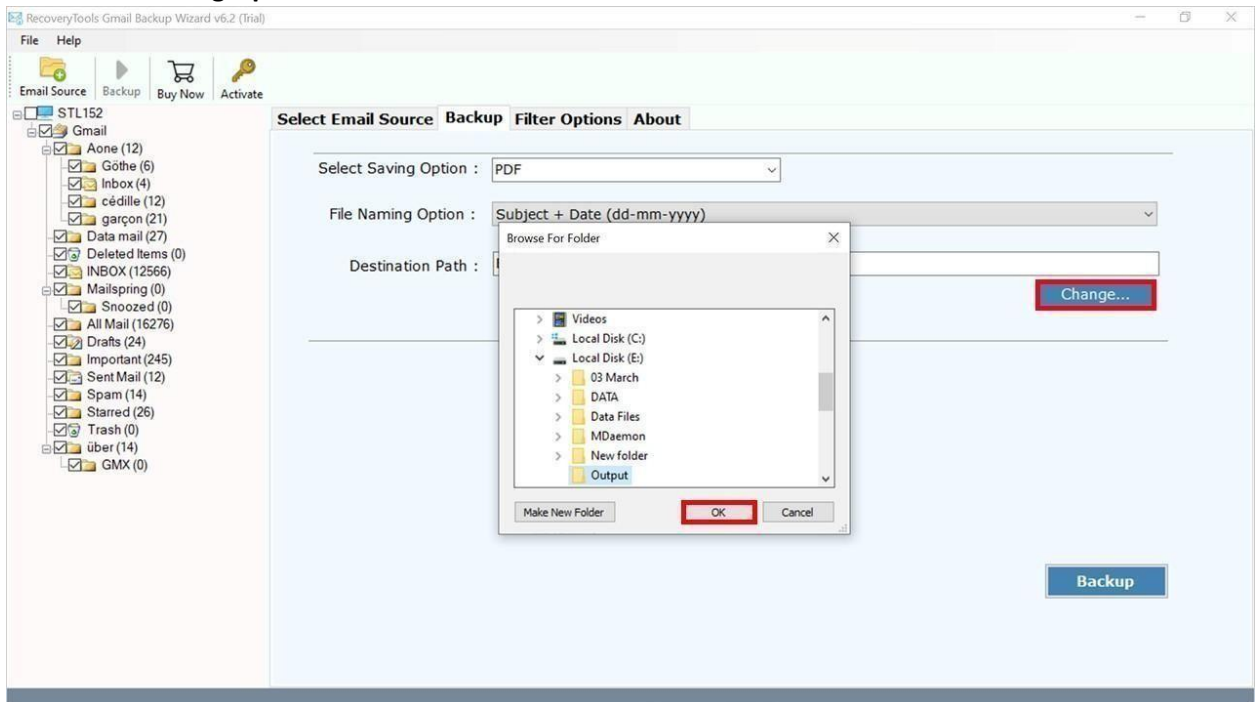 RecoveryTools Gmail Backup Wizard v6.2 (Trial)
File Help
Email Source Backup Buy Now Activate
STL152
Gmail
Aone (12)
Göthe (6)
Inbox (4)
cédille (12)
garçon (21)
Data mail (27)
Deleted Items (0)
INBOX (12566)
Mailspring (0)
Snoozed (0)
All Mail (16276)
Drafts (24)
Important (245)
Sent Mail (12)
Spam (14)
Starred (26)
Trash (0)
über (14)
GMX (0)
Select Email Source Backup Filter Options About
Select Saving Option : PDF
File Naming Option : Subject + Date (dd-mm-yyyy)
Destination Path :
Change...
Browse For Folder
Videos
Local Disk (C:)
Local Disk (E:)
03 March
DATA
Data Files
MDaemon
New folder
Output
Make New Folder OK Cancel
Backup